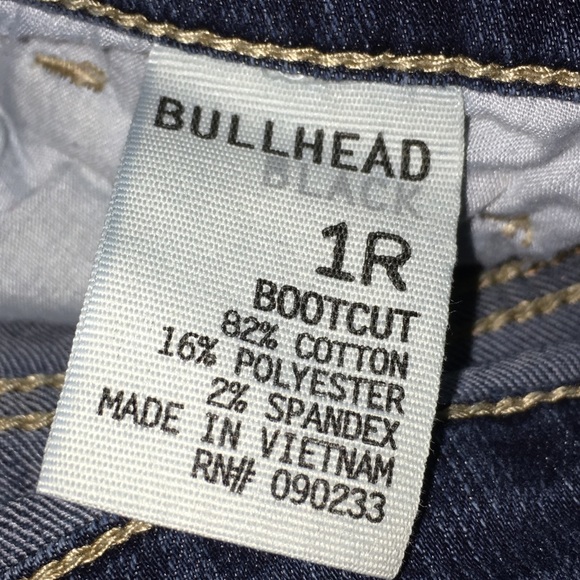 BULLHEAD
BLACK
1R
BOOTCUT
82% COTTON
16% POLYESTER
2% SPANDEX
MADE IN VIETNAM
RN# 090233